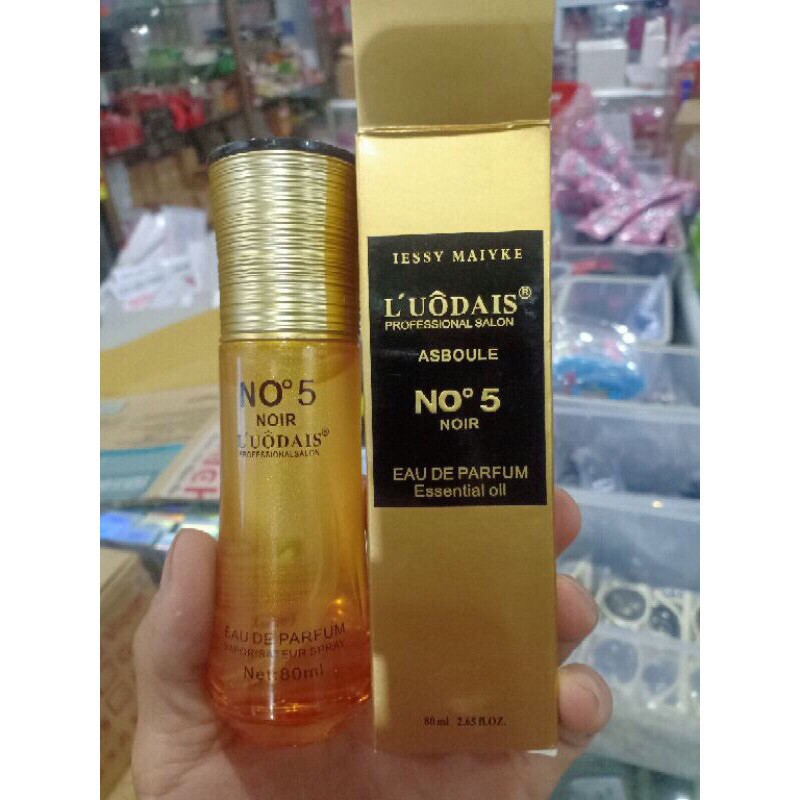 NO° 5
NOIR
L'UÔDAIS®
PROFESSIONALSALON
EAU DE PARFUM
VAPORISATEUR SPRAY
Net:80ml
IESSY MAIYKE
L'UÔDAIS®
PROFESSIONAL SALON
ASBOULE
NO° 5
NOIR
EAU DE PARFUM
Essential oil
80 ml 2.65 fl.OZ.